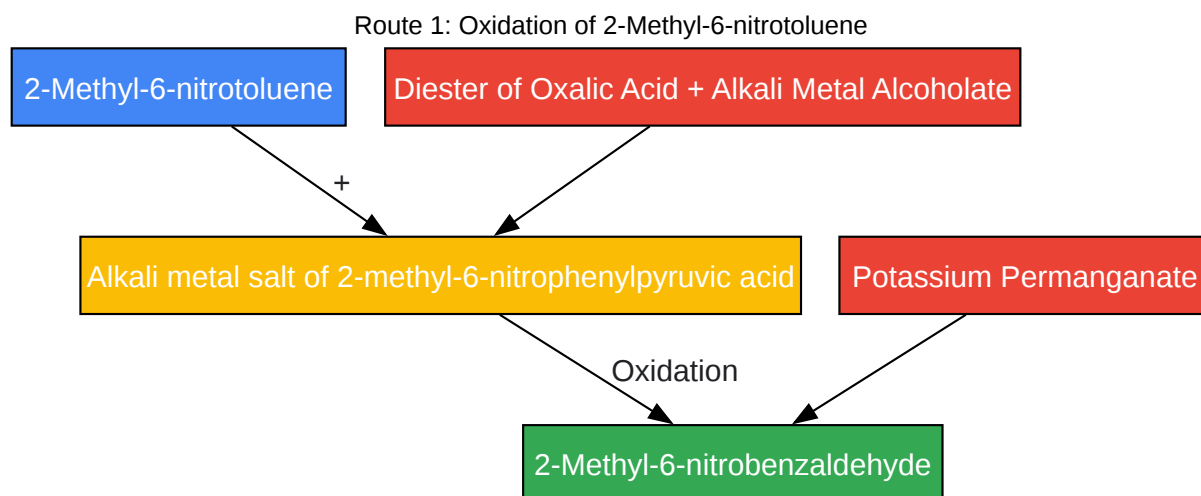 Route 1: Oxidation of 2-Methyl-6-nitrotoluene
2-Methyl-6-nitrotoluene
Diester of Oxalic Acid + Alkali Metal Alcoholate
+
Alkali metal salt of 2-methyl-6-nitrophenylpyruvic acid
Potassium Permanganate
Oxidation
2-Methyl-6-nitrobenzaldehyde